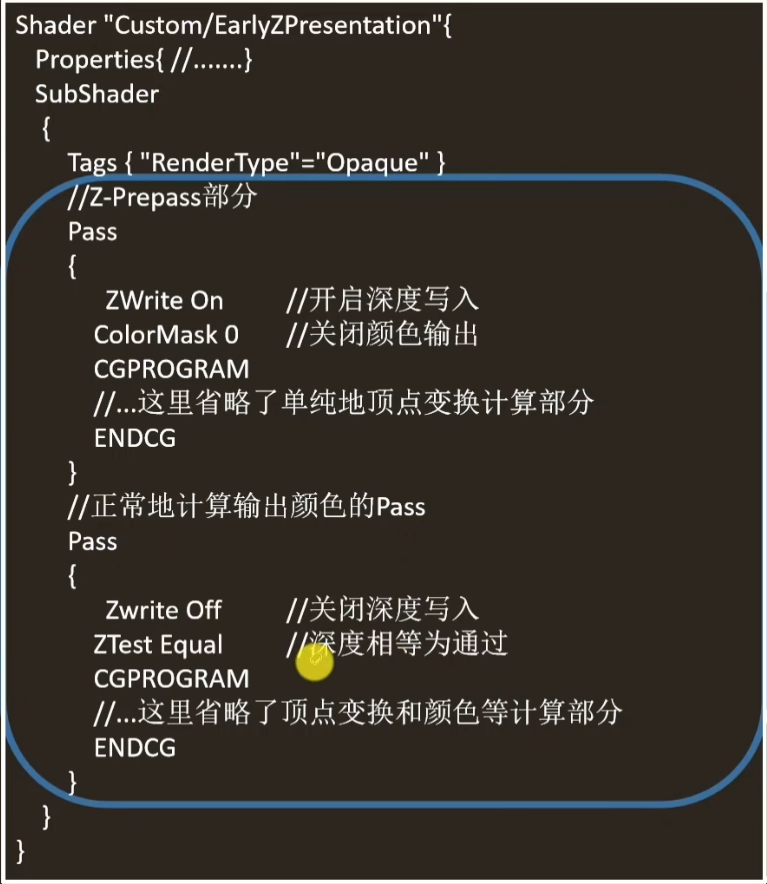 Shader "Custom/EarlyZPresentation"{
Properties{ //.......}
SubShader
{
Tags { "RenderType"="Opaque" }
//Z-Prepass部分
Pass
{
ZWrite On //开启深度写入
ColorMask 0 //关闭颜色输出
CGPROGRAM
//...这里省略了单纯地顶点变换计算部分
ENDCG
}
//正常地计算输出颜色的Pass
Pass
{
Zwrite Off //关闭深度写入
ZTest Equal //深度相等为通过
CGPROGRAM
//...这里省略了顶点变换和颜色等计算部分
ENDCG
}
}
}